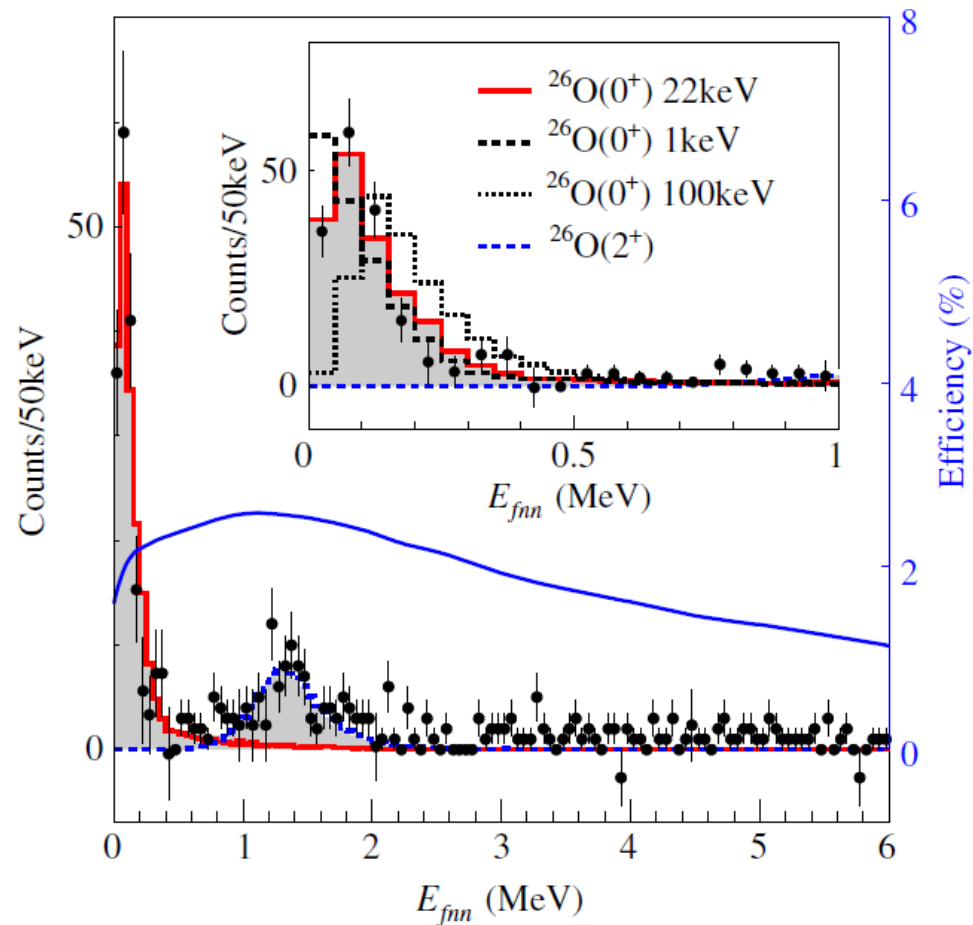 8
²⁶O(0⁺) 22keV
²⁶O(0⁺) 1keV
²⁶O(0⁺) 100keV
²⁶O(2⁺)
Counts/50keV
50
0
0 0.5 1
E_fnn (MeV)
Counts/50keV
50
0
6
4
2
0
Efficiency (%)
0 1 2 3 4 5 6
E_fnn (MeV)